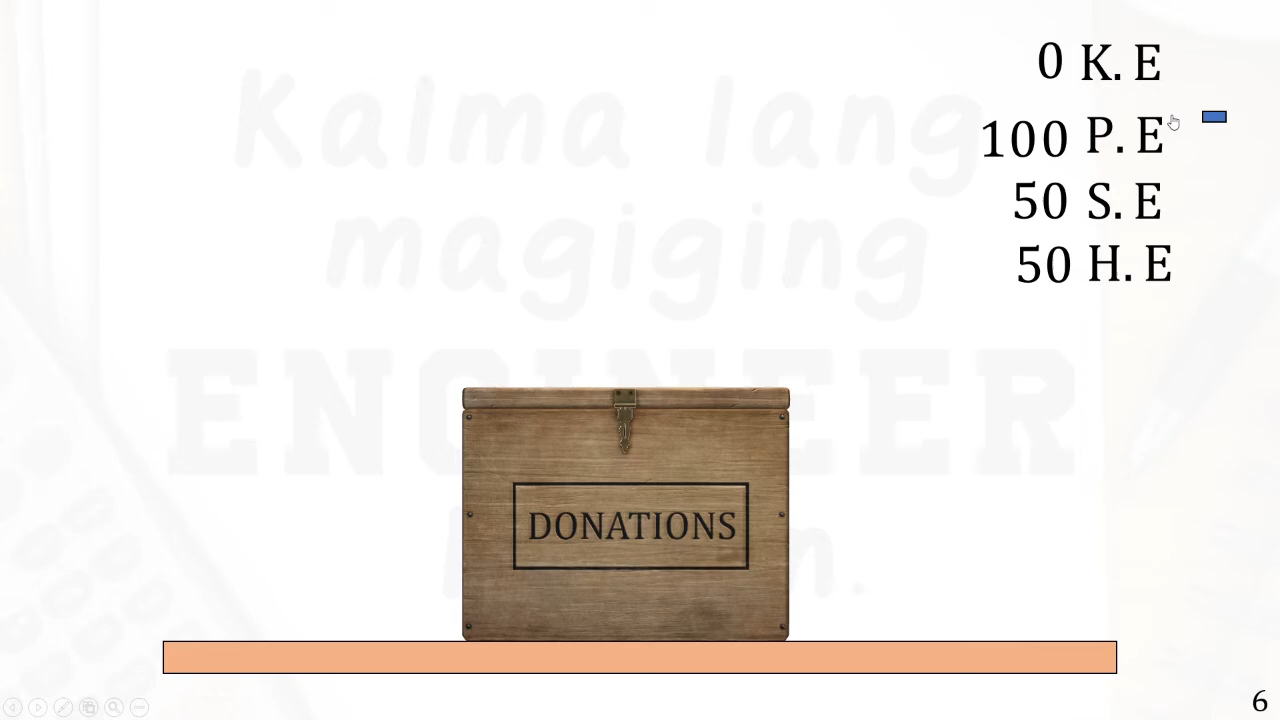 0 K. E
100 P. E
50 S. E
50 H. E
Kalma lang
magiging
ENGINEER
DONATIONS
6